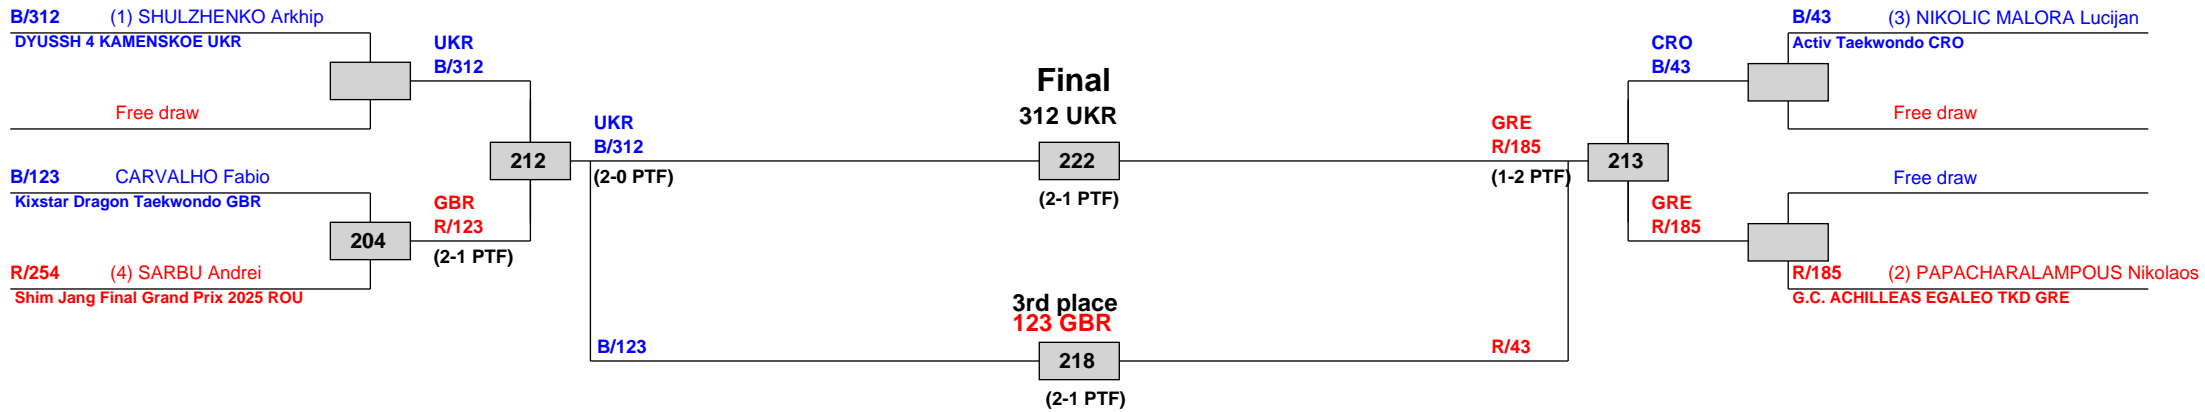 B/312 (1) SHULZHENKO Arkhip
DYUSSH 4 KAMENSKOE UKR
Free draw
UKR
B/312
B/123 CARVALHO Fabio
Kixstar Dragon Taekwondo GBR
204
R/254 (4) SARBU Andrei
Shim Jang Final Grand Prix 2025 ROU
GBR
R/123
(2-1 PTF)
212
UKR
B/312
(2-0 PTF)
Final
312 UKR
222
(2-1 PTF)
3rd place
123 GBR
B/123
218
R/43
(2-1 PTF)
GRE
R/185
(1-2 PTF)
213
CRO
B/43
GRE
R/185
B/43 (3) NIKOLIC MALORA Lucijan
Activ Taekwondo CRO
Free draw
Free draw
R/185 (2) PAPACHARALAMPOUS Nikolaos
G.C. ACHILLEAS EGALEO TKD GRE